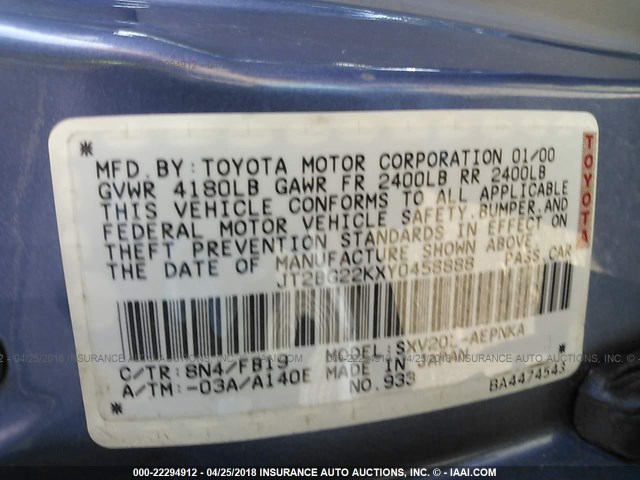 MFD. BY: TOYOTA MOTOR CORPORATION 01/00
GVWR 4180LB GAWR FR 2400LB RR 2400LB
THIS VEHICLE CONFORMS TO ALL APPLICABLE
FEDERAL MOTOR VEHICLE SAFETY, BUMPER, AND
THEFT PREVENTION STANDARDS IN EFFECT ON
THE DATE OF MANUFACTURE SHOWN ABOVE.
JT2BG22KXY0458888 PASS. CAR
TOYOTA
C/TR: 8N4/FB19 MODEL: -AEPNKA
A/TM: -03A/A140E MADE IN
NO. 933 BA4474543
000-22294912 - 04/25/2018 - INSURANCE AUTO AUCTIONS, INC. - © IAAI.COM